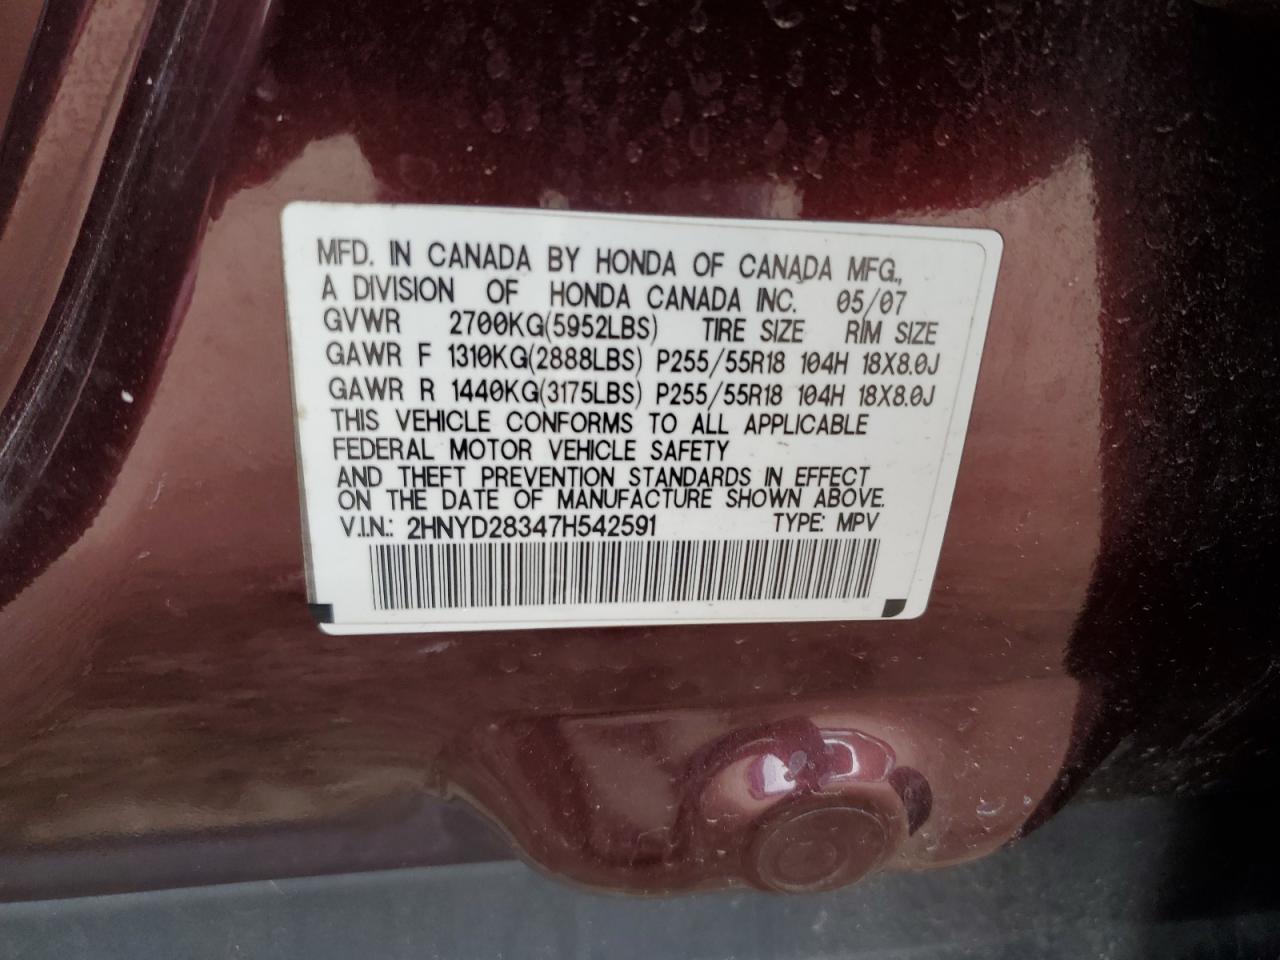 MFD. IN CANADA BY HONDA OF CANADA MFG.,
A DIVISION OF HONDA CANADA INC. 05/07
GVWR 2700KG(5952LBS) TIRE SIZE RIM SIZE
GAWR F 1310KG(2888LBS) P255/55R18 104H 18X8.0J
GAWR R 1440KG(3175LBS) P255/55R18 104H 18X8.0J
THIS VEHICLE CONFORMS TO ALL APPLICABLE
FEDERAL MOTOR VEHICLE SAFETY
AND THEFT PREVENTION STANDARDS IN EFFECT
ON THE DATE OF MANUFACTURE SHOWN ABOVE.
V.I.N.: 2HNYD28347H542591 TYPE: MPV